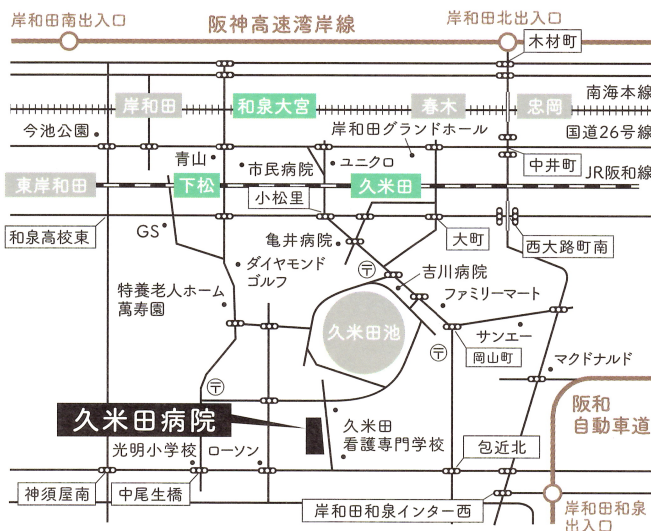 岸和田南出入口
阪神高速湾岸線
岸和田北出入口
木材町
岸和田
和泉大宮
春木
忠岡
南海本線
今池公園
岸和田グランドホール
国道26号線
青山
市民病院
ユニクロ
中井町
JR阪和線
東岸和田
下松
小松里
久米田
和泉高校東
GS
亀井病院
大町
西大路町南
ダイヤモンド
ゴルフ
〒
吉川病院
特養老人ホーム
萬寿園
ファミリーマート
久米田池
サンエー
〒
岡山町
マクドナルド
〒
久米田病院
久米田
看護専門学校
阪和
自動車道
光明小学校
ローソン
包近北
神須屋南
中尾生橋
岸和田和泉インター西
岸和田和泉
出入口